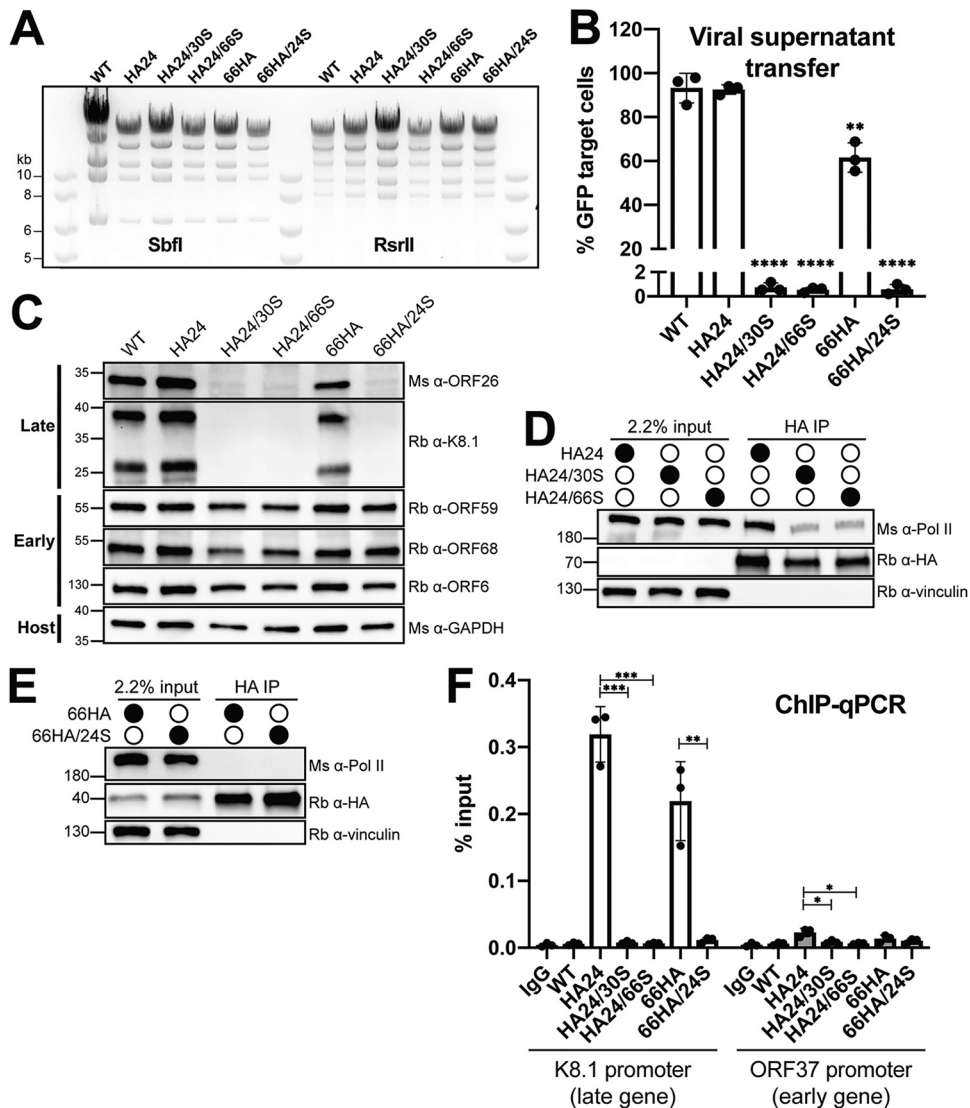 A
WT
HA24
HA24/30S
HA24/66S
66HA
66HA/24S
WT
HA24
HA24/30S
HA24/66S
66HA
66HA/24S
kb
10
8
6
5
SbfI
RsrII
B
Viral supernatant
transfer
% GFP target cells
100
80
60
40
20
2
0
****
****
**
****
WT
HA24
HA24/30S
HA24/66S
66HA
66HA/24S
C
WT
HA24
HA24/30S
HA24/66S
66HA
66HA/24S
Late
35
Ms α-ORF26
40
35
25
Rb α-K8.1
Early
55
Rb α-ORF59
55
Rb α-ORF68
130
Rb α-ORF6
Host
40
35
Ms α-GAPDH
D
2.2% input
HA IP
HA24
HA24/30S
HA24/66S
180
Ms α-Pol II
70
Rb α-HA
130
Rb α-vinculin
E
2.2% input
HA IP
66HA
66HA/24S
180
Ms α-Pol II
40
Rb α-HA
130
Rb α-vinculin
F
ChIP-qPCR
% input
0.4
0.3
0.2
0.1
0.0
***
***
**
*
*
IgG
WT
HA24
HA24/30S
HA24/66S
66HA
66HA/24S
IgG
WT
HA24
HA24/30S
HA24/66S
66HA
66HA/24S
K8.1 promoter
(late gene)
ORF37 promoter
(early gene)